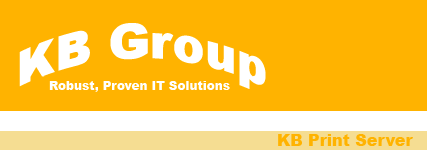 KB Group
Robust, Proven IT Solutions
KB Print Server